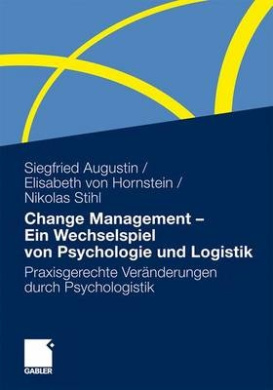 Siegfried Augustin /
Elisabeth von Hornstein /
Nikolas Stihl
Change Management –
Ein Wechselspiel
von Psychologie und Logistik
Praxisgerechte Veränderungen
durch Psychologistik
GABLER